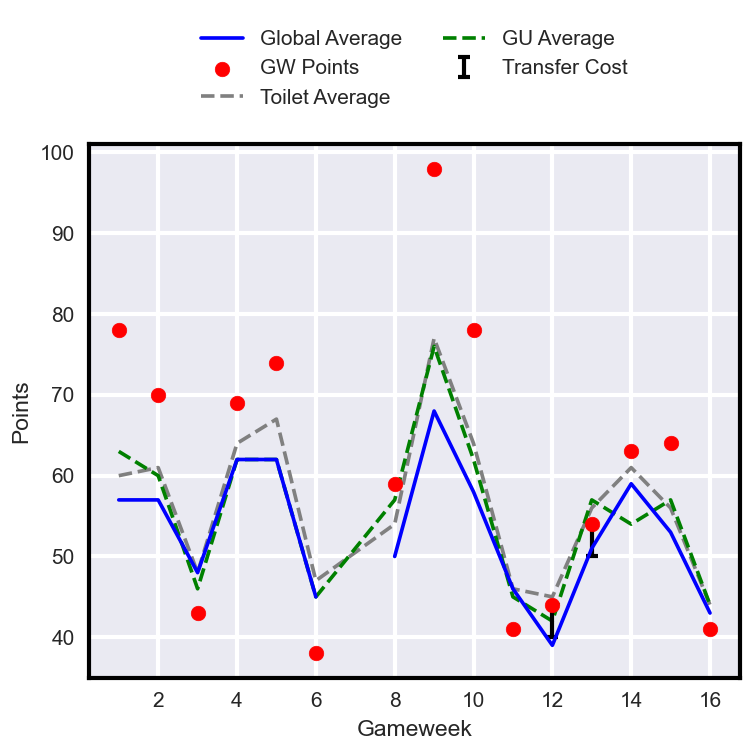 Global Average
GW Points
Toilet Average
GU Average
Transfer Cost
100
90
80
70
60
50
40
Points
2 4 6 8 10 12 14 16
Gameweek